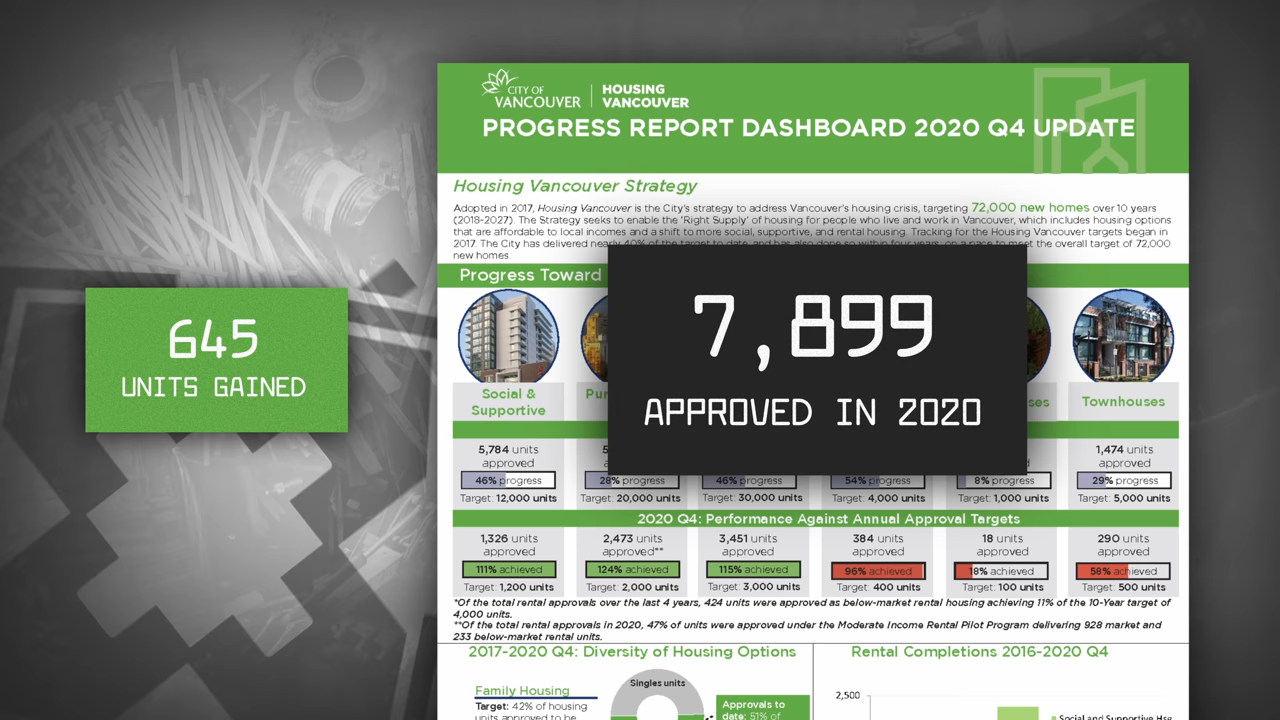 CITY OF
VANCOUVER
HOUSING
VANCOUVER
PROGRESS REPORT DASHBOARD 2020 Q4 UPDATE
Housing Vancouver Strategy
Adopted in 2017, Housing Vancouver is the City's strategy to address Vancouver's housing crisis, targeting 72,000 new homes over 10 years
(2018-2027). The Strategy seeks to enable the 'Right Supply' of housing for people who live and work in Vancouver, which includes housing options
that are affordable to local incomes and a shift to more social, supportive, and rental housing. Tracking for the Housing Vancouver targets began in
2017. The City has delivered nearly 40% of the target to date, and has also done so within four years, on a pace to meet the overall target of 72,000
new homes.
Progress Toward
645
UNITS GAINED
7,899
APPROVED IN 2020
Social &
Supportive
Townhouses
5,784 units
approved
1,474 units
approved
46% progress 28% progress 46% progress 54% progress 8% progress 29% progress
Target: 12,000 units Target: 20,000 units Target: 30,000 units Target: 4,000 units Target: 1,000 units Target: 5,000 units
2020 Q4: Performance Against Annual Approval Targets
1,326 units 2,473 units 3,451 units 384 units 18 units 290 units
approved approved** approved approved approved approved
111% achieved 124% achieved 115% achieved 96% achieved 18% achieved 58% achieved
Target: 1,200 units Target: 2,000 units Target: 3,000 units Target: 400 units Target: 100 units Target: 500 units
*Of the total rental approvals over the last 4 years, 424 units were approved as below-market rental housing achieving 11% of the 10-Year target of
4,000 units.
**Of the total rental approvals in 2020, 47% of units were approved under the Moderate Income Rental Pilot Program delivering 928 market and
233 below-market rental units.
2017-2020 Q4: Diversity of Housing Options
Rental Completions 2016-2020 Q4
Family Housing
Target: 42% of housing
units approved to be
Singles units
Approvals to
date: 51% of
2,500
Social and Supportive Hsg